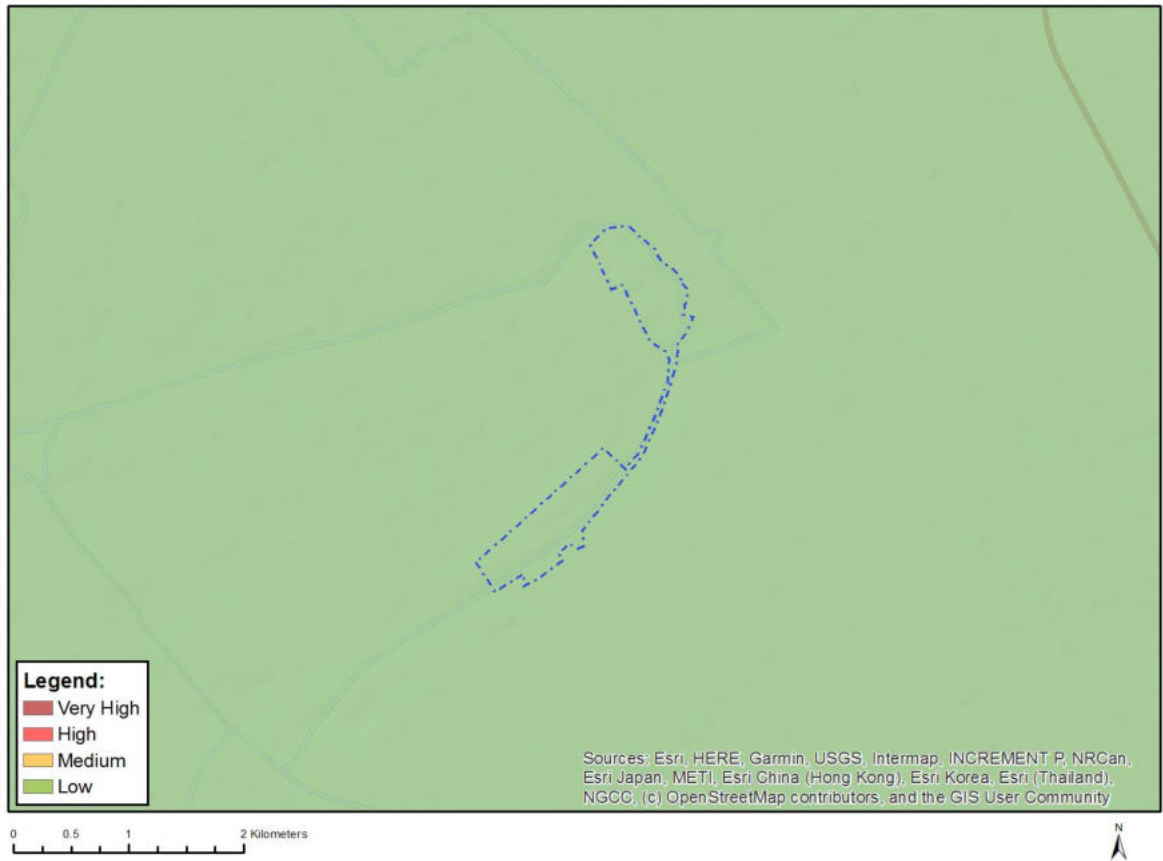 Legend:
Very High
High
Medium
Low
Sources: Esri, HERE, Garmin, USGS, Intermap, INCREMENT P, NRCan,
Esri Japan, METI, Esri China (Hong Kong), Esri Korea, Esri (Thailand),
NGCC, (c) OpenStreetMap contributors, and the GIS User Community
0 0.5 1 2 Kilometers
N